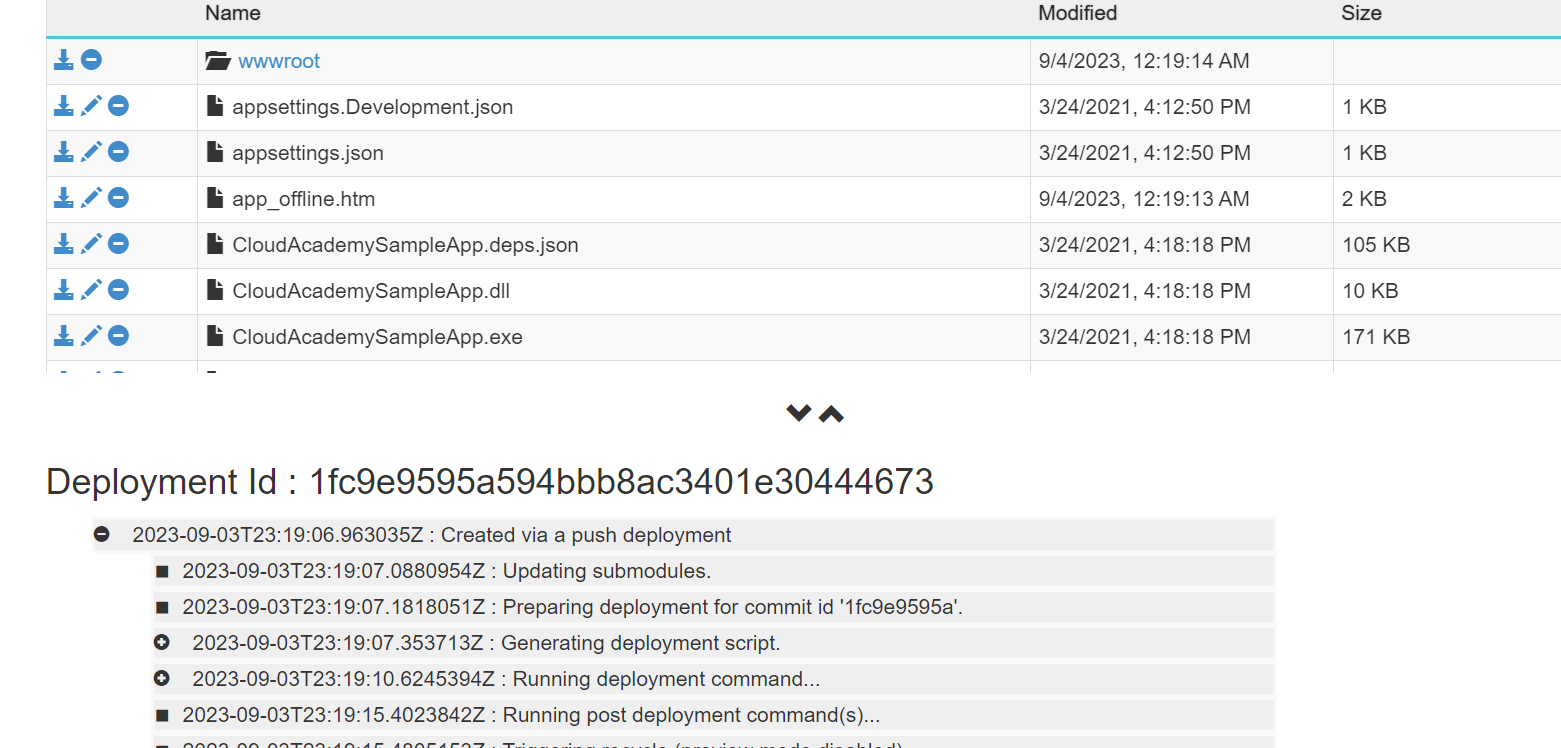 Name Modified Size
wwwroot 9/4/2023, 12:19:14 AM
appsettings.Development.json 3/24/2021, 4:12:50 PM 1 KB
appsettings.json 3/24/2021, 4:12:50 PM 1 KB
app_offline.htm 9/4/2023, 12:19:13 AM 2 KB
CloudAcademySampleApp.deps.json 3/24/2021, 4:18:18 PM 105 KB
CloudAcademySampleApp.dll 3/24/2021, 4:18:18 PM 10 KB
CloudAcademySampleApp.exe 3/24/2021, 4:18:18 PM 171 KB
Deployment Id : 1fc9e9595a594bbb8ac3401e30444673
2023-09-03T23:19:06.963035Z : Created via a push deployment
2023-09-03T23:19:07.0880954Z : Updating submodules.
2023-09-03T23:19:07.1818051Z : Preparing deployment for commit id '1fc9e9595a'.
2023-09-03T23:19:07.353713Z : Generating deployment script.
2023-09-03T23:19:10.6245394Z : Running deployment command...
2023-09-03T23:19:15.4023842Z : Running post deployment command(s)...
Triggering recycle (preview mode disabled).